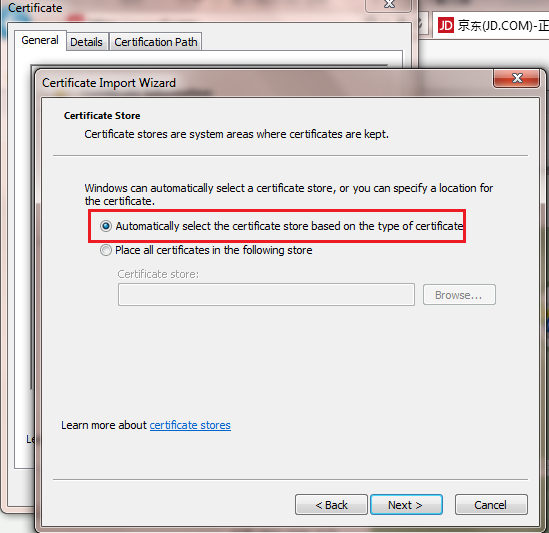 Certificate
京东(JD.COM)-正
General
Details
Certification Path
Certificate Import Wizard
Certificate Store
Certificate stores are system areas where certificates are kept.
Windows can automatically select a certificate store, or you can specify a location for
the certificate.
Automatically select the certificate store based on the type of certificate
Place all certificates in the following store
Certificate store:
Browse...
Learn more about certificate stores
< Back
Next >
Cancel